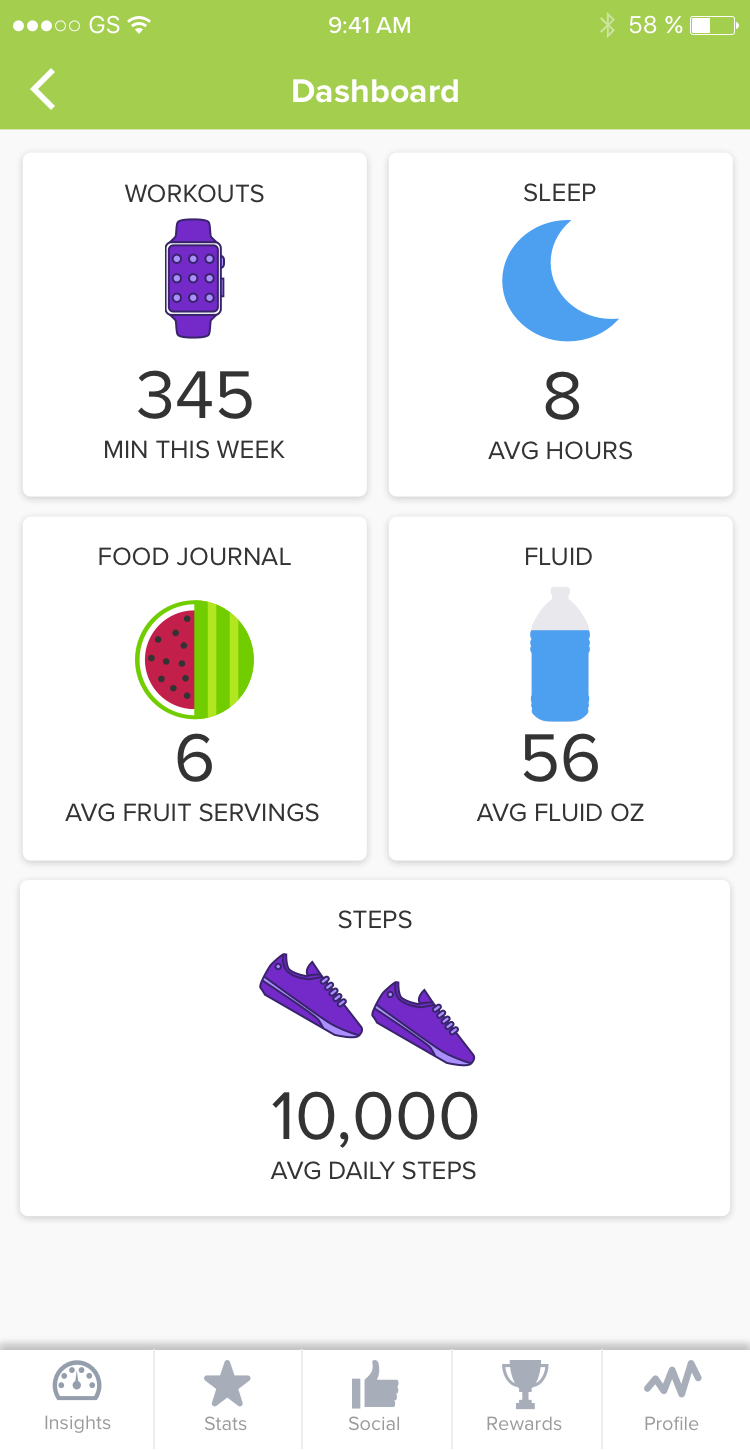 GS 9:41 AM 58 %
Dashboard
WORKOUTS
345
MIN THIS WEEK
SLEEP
8
AVG HOURS
FOOD JOURNAL
6
AVG FRUIT SERVINGS
FLUID
56
AVG FLUID OZ
STEPS
10,000
AVG DAILY STEPS
Insights
Stats
Social
Rewards
Profile